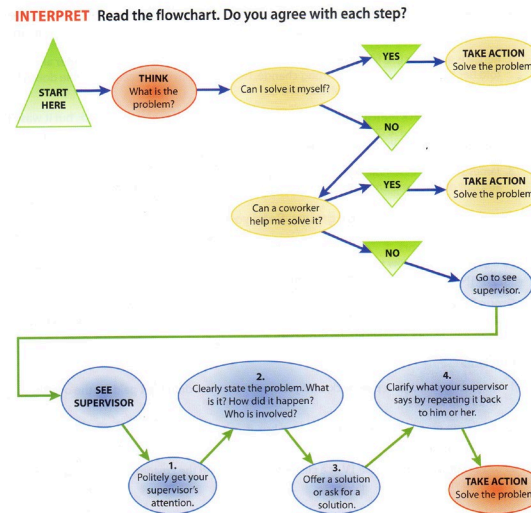 INTERPRET Read the flowchart. Do you agree with each step?
START
HERE
THINK
What is the
problem?
Can I solve it myself?
YES
TAKE ACTION
Solve the problem
NO
Can a coworker
help me solve it?
YES
TAKE ACTION
Solve the problem
NO
Go to see
supervisor.
SEE
SUPERVISOR
1.
Politely get your
supervisor's
attention.
2.
Clearly state the problem. What
is it? How did it happen?
Who is involved?
3.
Offer a solution
or ask for a
solution.
4.
Clarify what your supervisor
says by repeating it back
to him or her.
TAKE ACTION
Solve the problem